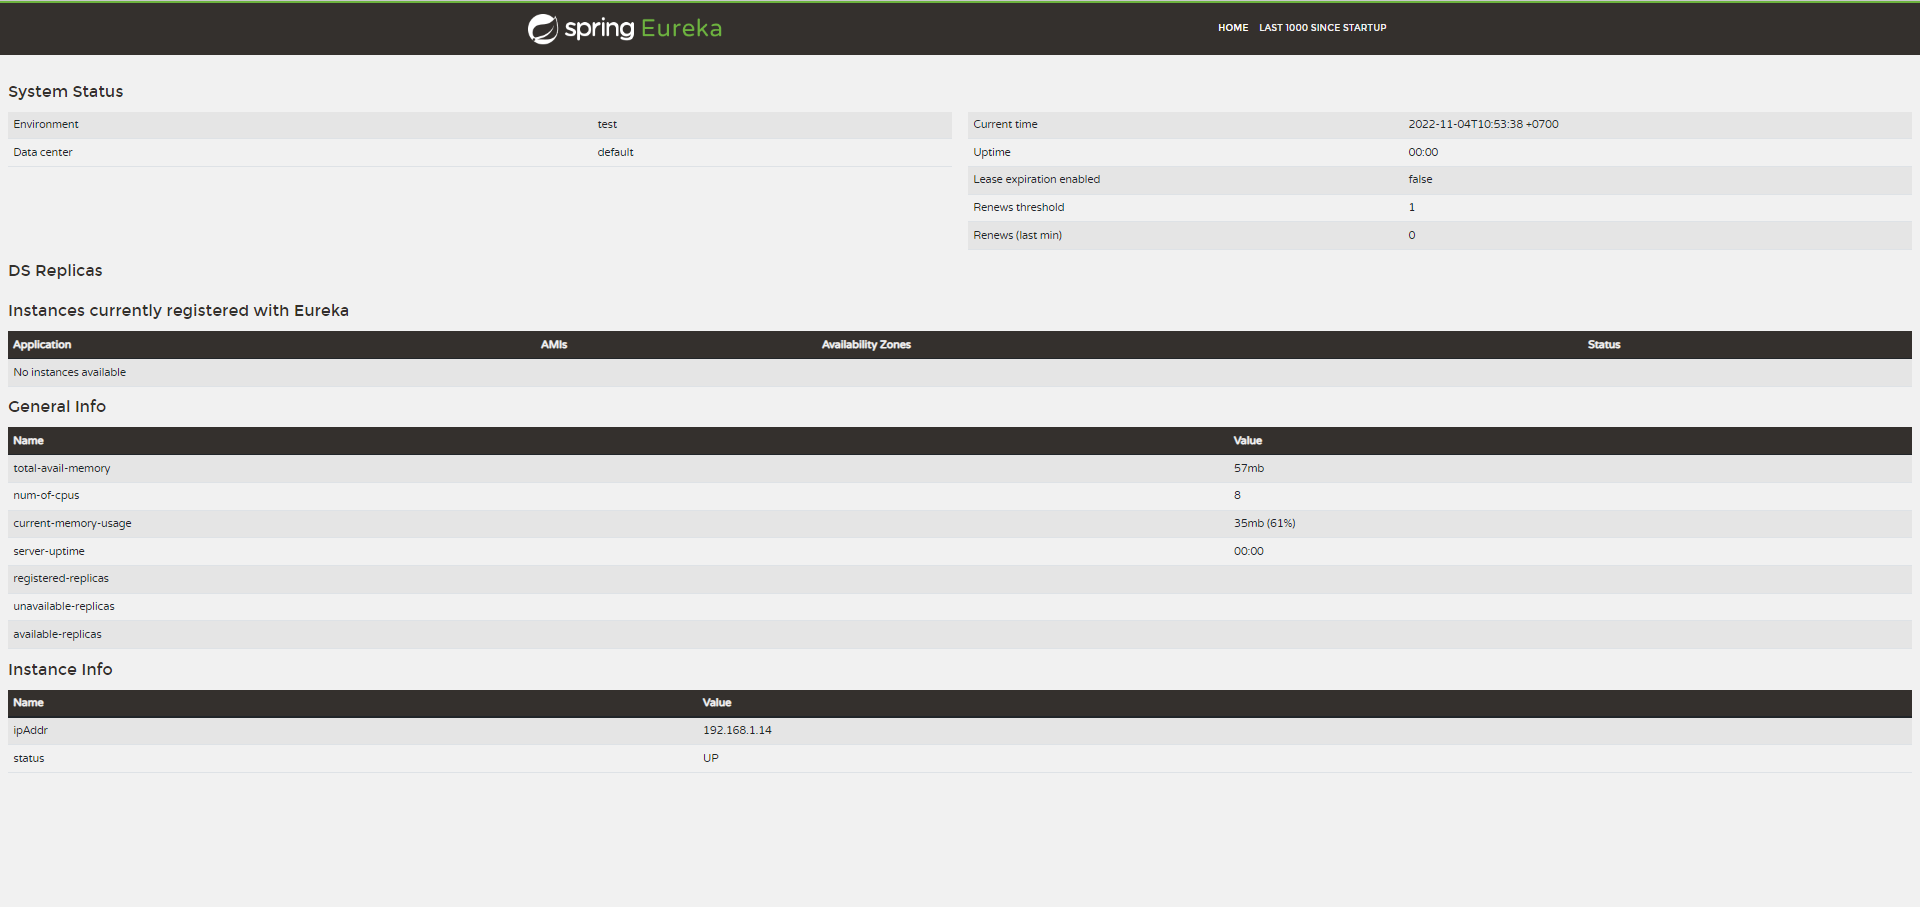 spring Eureka
HOME LAST 1000 SINCE STARTUP
System Status
Environment test
Data center default
Current time 2022-11-04T10:53:38 +0700
Uptime 00:00
Lease expiration enabled false
Renews threshold 1
Renews (last min) 0
DS Replicas
Instances currently registered with Eureka
Application AMIs Availability Zones Status
No instances available
General Info
Name Value
total-avail-memory 57mb
num-of-cpus 8
current-memory-usage 35mb (61%)
server-uptime 00:00
registered-replicas
unavailable-replicas
available-replicas
Instance Info
Name Value
ipAddr 192.168.1.14
status UP